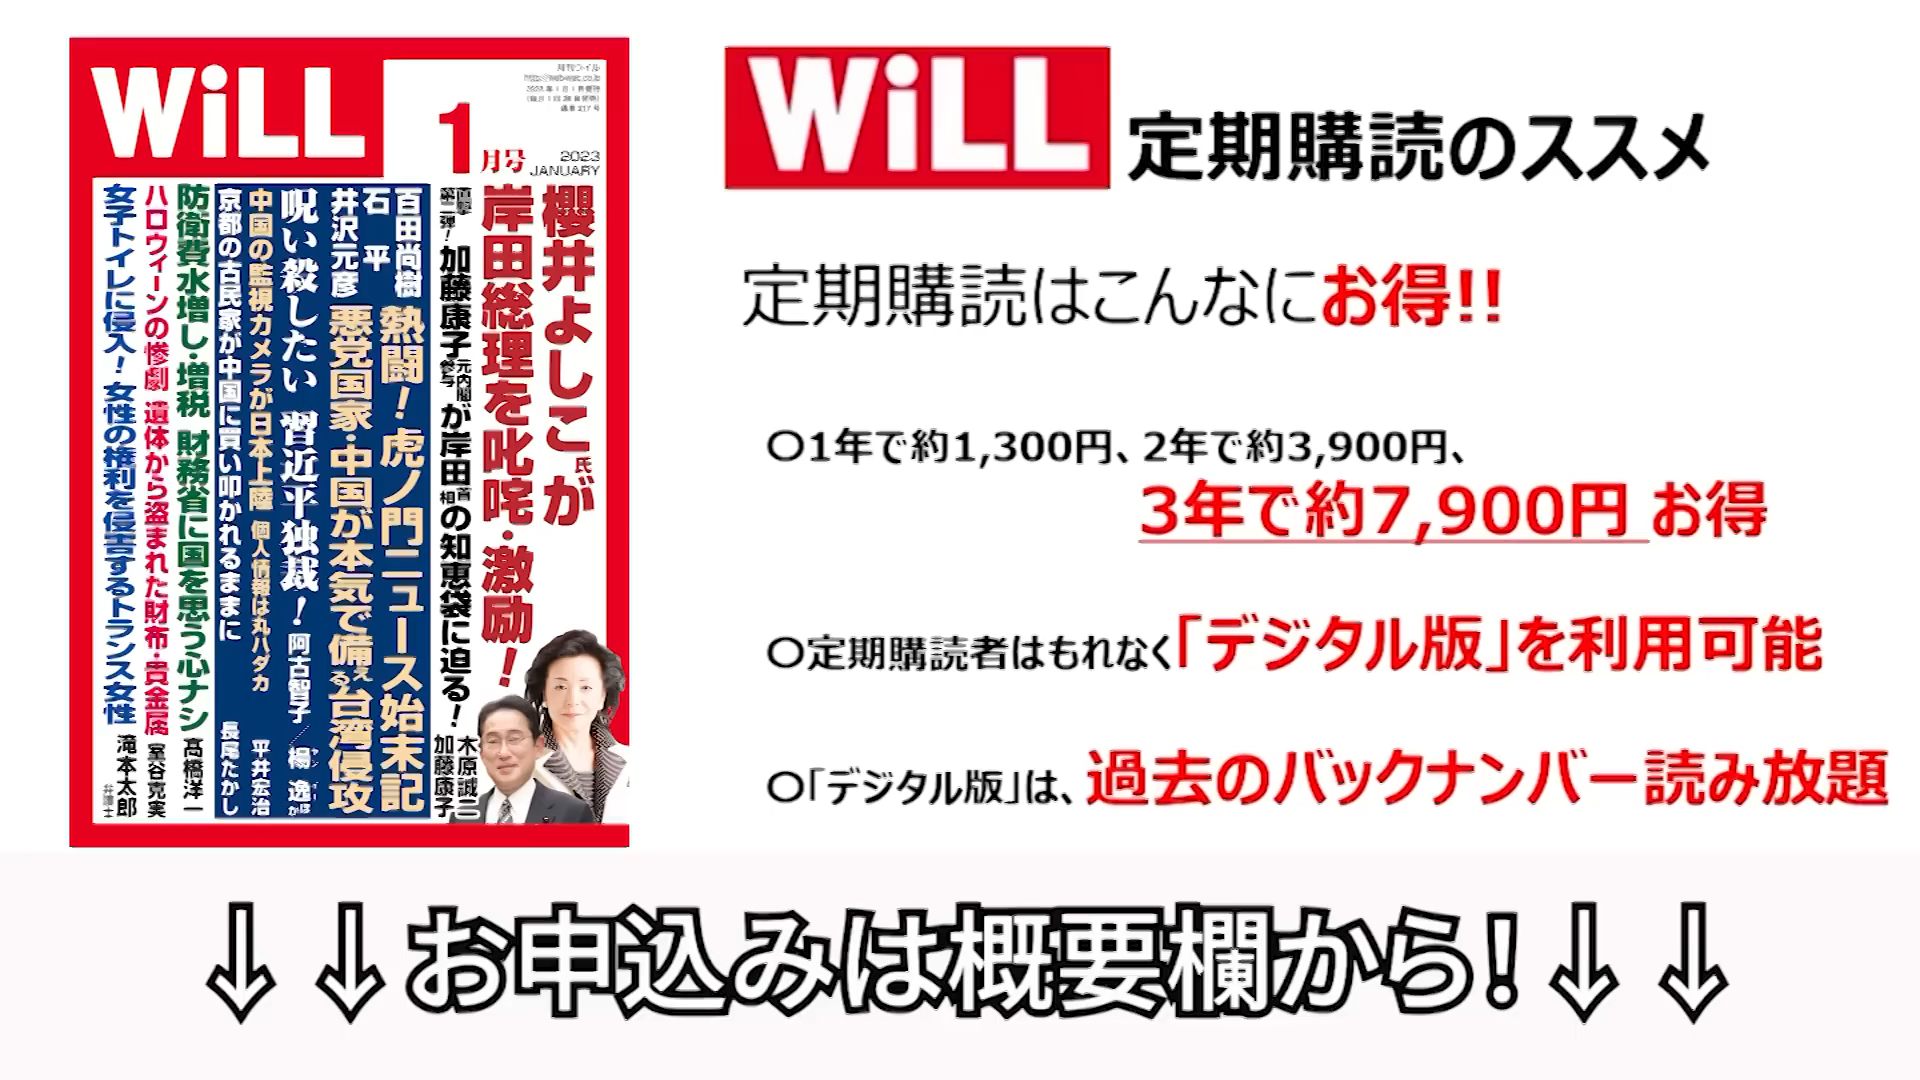 WiLL
1月号
2023
JANUARY
櫻井よしこ氏が
岸田総理を叱咤・激励!
加藤康子元内閣参与が岸田首相の知恵袋に迫る!
木原誠二
加藤康子
百田尚樹
石平
井沢元彦
熱闘!虎ノ門ニュース始末記
悪党国家・中国が本気で備える台湾侵攻
呪い殺したい 習近平独裁!
阿古智子/楊逸ほか
中国の監視カメラが日本上陸 個人情報は丸ハダカ
平井宏治
京都の古民家が中国に買い叩かれるままに
長尾たかし
防衛費水増し・増税 財務省に国を思う心ナシ
髙橋洋一
ハロウィーンの惨劇 遺体から盗まれた財布・貴金属
室谷克実
女子トイレに侵入!女性の権利を侵害するトランス女性
滝本太郎
弁護士
WiLL 定期購読のススメ
定期購読はこんなにお得!!
○1年で約1,300円、2年で約3,900円、
3年で約7,900円 お得
○定期購読者はもれなく「デジタル版」を利用可能
○「デジタル版」は、過去のバックナンバー読み放題
↓↓お申込みは概要欄から!↓↓